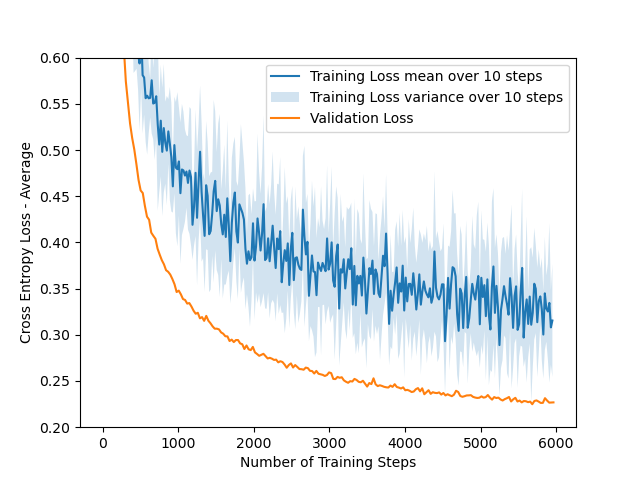 0.60
0.55
0.50
0.45
0.40
0.35
0.30
0.25
0.20
Cross Entropy Loss - Average
Training Loss mean over 10 steps
Training Loss variance over 10 steps
Validation Loss
0 1000 2000 3000 4000 5000 6000
Number of Training Steps